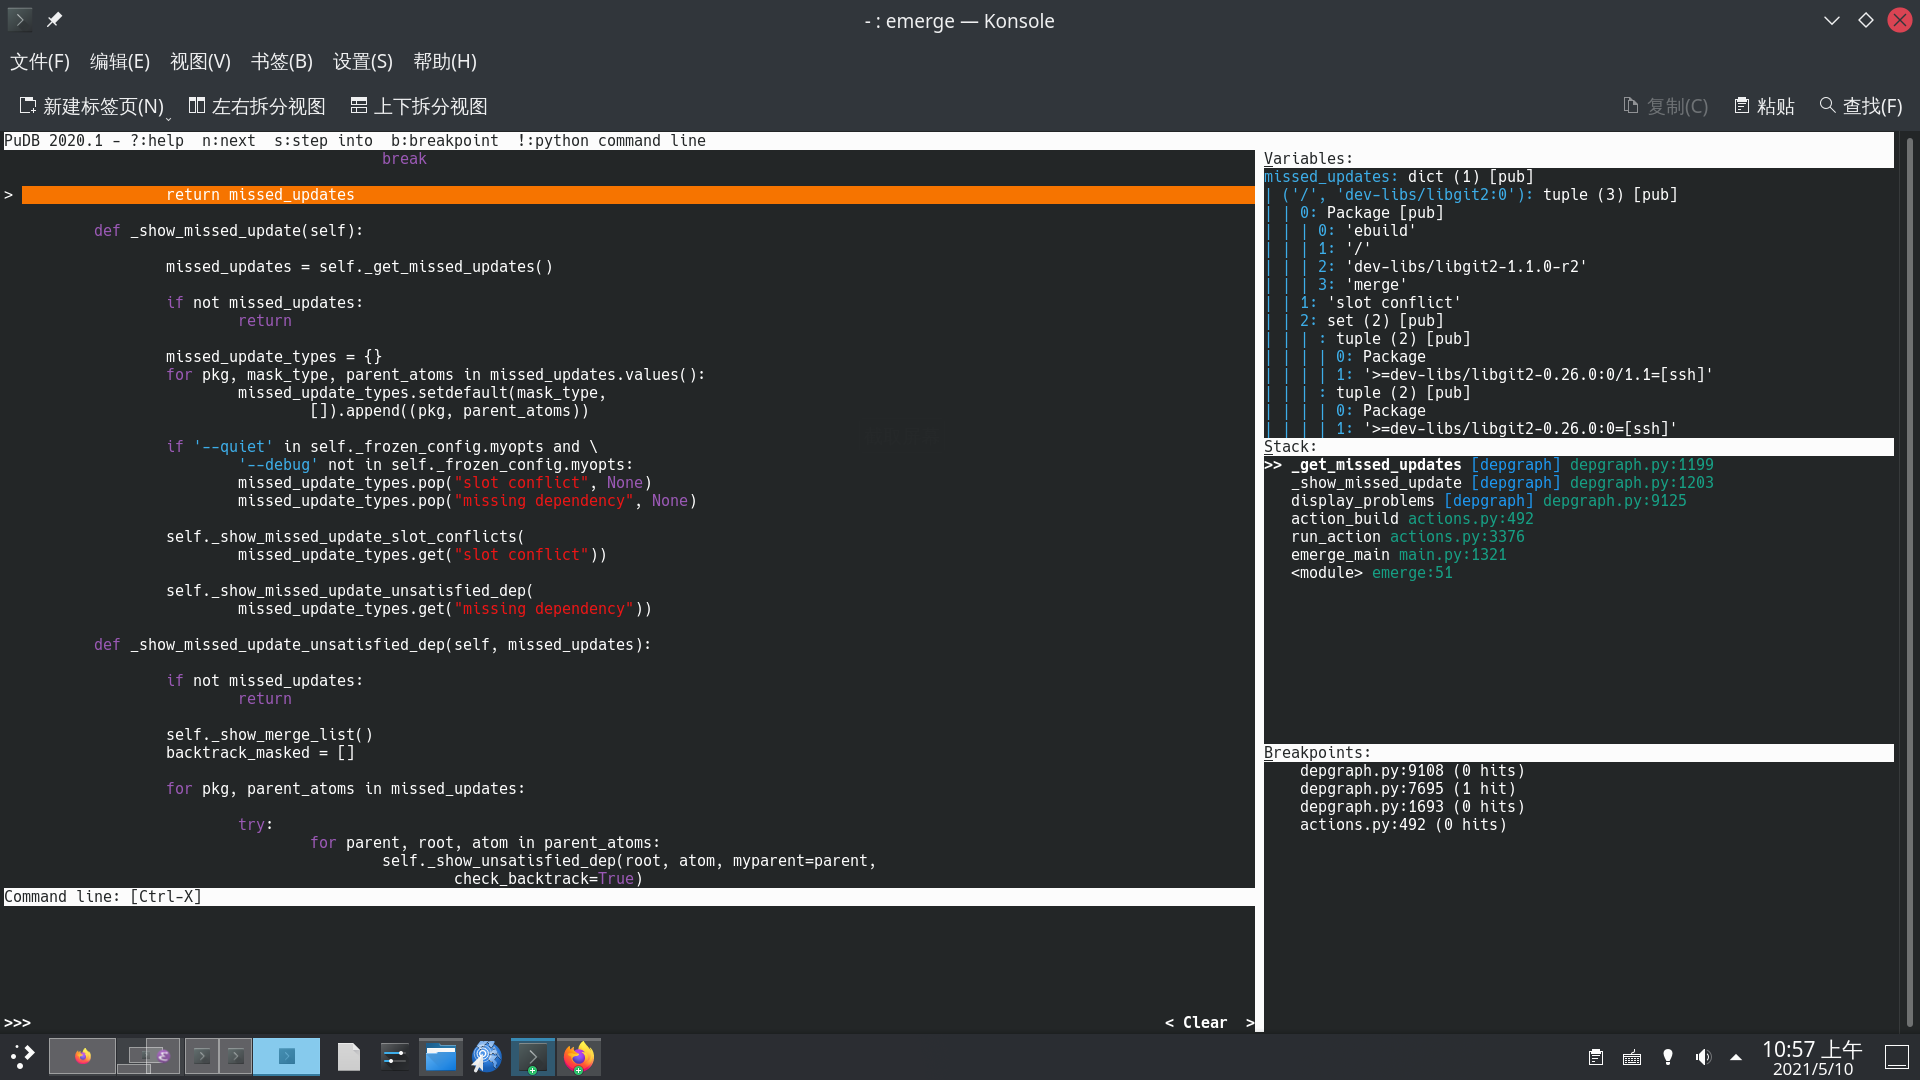 - : emerge — Konsole
文件(F) 编辑(E) 视图(V) 书签(B) 设置(S) 帮助(H)
新建标签页(N) 左右拆分视图 上下拆分视图 复制(C) 粘贴 查找(F)
PuDB 2020.1 - ?:help  n:next  s:step into  b:breakpoint  !:python command line
break
> return missed_updates
def _show_missed_update(self):
missed_updates = self._get_missed_updates()
if not missed_updates:
return
missed_update_types = {}
for pkg, mask_type, parent_atoms in missed_updates.values():
missed_update_types.setdefault(mask_type,
[]).append((pkg, parent_atoms))
if '--quiet' in self._frozen_config.myopts and \
'--debug' not in self._frozen_config.myopts:
missed_update_types.pop("slot conflict", None)
missed_update_types.pop("missing dependency", None)
self._show_missed_update_slot_conflicts(
missed_update_types.get("slot conflict"))
self._show_missed_update_unsatisfied_dep(
missed_update_types.get("missing dependency"))
def _show_missed_update_unsatisfied_dep(self, missed_updates):
if not missed_updates:
return
self._show_merge_list()
backtrack_masked = []
for pkg, parent_atoms in missed_updates:
try:
for parent, root, atom in parent_atoms:
self._show_unsatisfied_dep(root, atom, myparent=parent,
check_backtrack=True)
Command line: [Ctrl-X]
>>> < Clear  >
Variables:
missed_updates: dict (1) [pub]
| ('/', 'dev-libs/libgit2:0'): tuple (3) [pub]
| | 0: Package [pub]
| | | 0: 'ebuild'
| | | 1: '/'
| | | 2: 'dev-libs/libgit2-1.1.0-r2'
| | | 3: 'merge'
| | 1: 'slot conflict'
| | 2: set (2) [pub]
| | | : tuple (2) [pub]
| | | | 0: Package
| | | | 1: '>=dev-libs/libgit2-0.26.0:0/1.1=[ssh]'
| | | : tuple (2) [pub]
| | | | 0: Package
| | | | 1: '>=dev-libs/libgit2-0.26.0:0=[ssh]'
Stack:
>> _get_missed_updates [depgraph] depgraph.py:1199
_show_missed_update [depgraph] depgraph.py:1203
display_problems [depgraph] depgraph.py:9125
action_build actions.py:492
run_action actions.py:3376
emerge_main main.py:1321
<module> emerge:51
Breakpoints:
depgraph.py:9108 (0 hits)
depgraph.py:7695 (1 hit)
depgraph.py:1693 (0 hits)
actions.py:492 (0 hits)
10:57 上午
2021/5/10